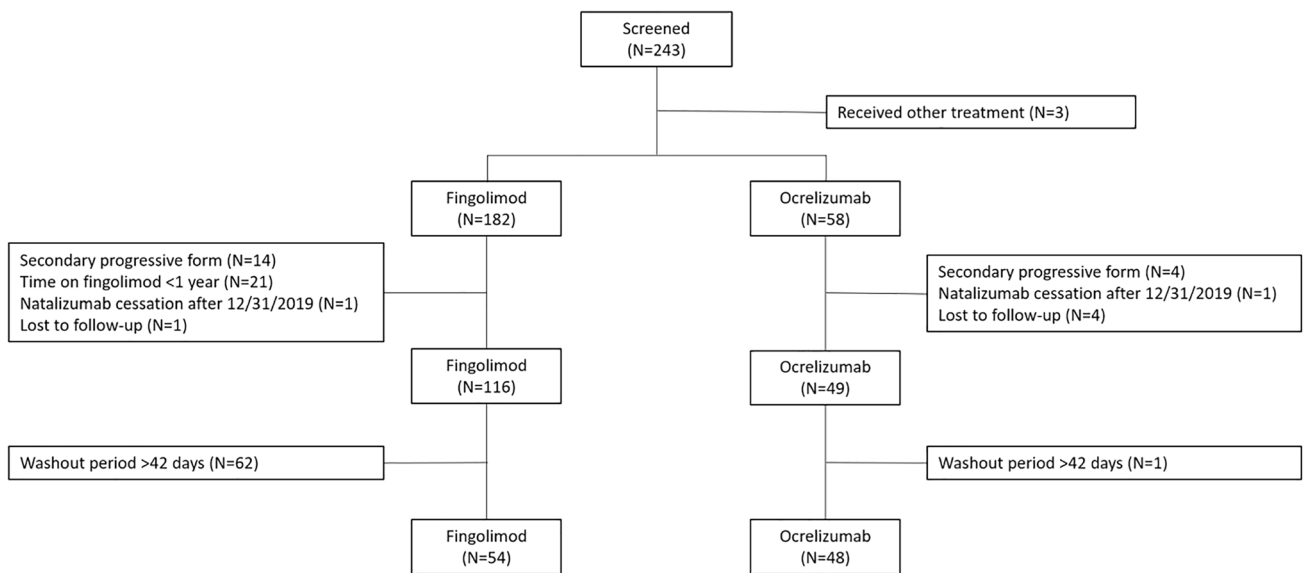 Screened
(N=243)
Received other treatment (N=3)
Fingolimod
(N=182)
Ocrelizumab
(N=58)
Secondary progressive form (N=14)
Time on fingolimod <1 year (N=21)
Natalizumab cessation after 12/31/2019 (N=1)
Lost to follow-up (N=1)
Secondary progressive form (N=4)
Natalizumab cessation after 12/31/2019 (N=1)
Lost to follow-up (N=4)
Fingolimod
(N=116)
Ocrelizumab
(N=49)
Washout period >42 days (N=62)
Washout period >42 days (N=1)
Fingolimod
(N=54)
Ocrelizumab
(N=48)